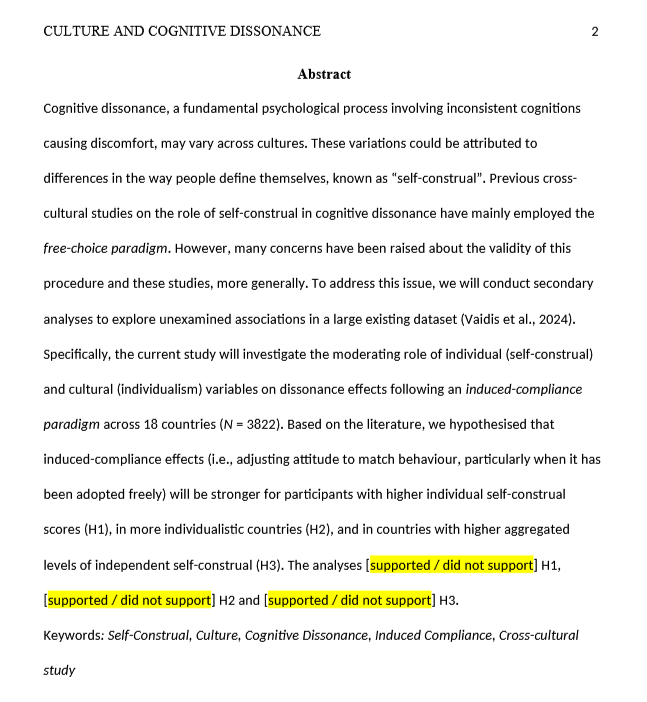 CULTURE AND COGNITIVE DISSONANCE 2
Abstract
Cognitive dissonance, a fundamental psychological process involving inconsistent cognitions
causing discomfort, may vary across cultures. These variations could be attributed to
differences in the way people define themselves, known as “self-construal”. Previous cross-
cultural studies on the role of self-construal in cognitive dissonance have mainly employed the
free-choice paradigm. However, many concerns have been raised about the validity of this
procedure and these studies, more generally. To address this issue, we will conduct secondary
analyses to explore unexamined associations in a large existing dataset (Vaidis et al., 2024).
Specifically, the current study will investigate the moderating role of individual (self-construal)
and cultural (individualism) variables on dissonance effects following an induced-compliance
paradigm across 18 countries (N = 3822). Based on the literature, we hypothesised that
induced-compliance effects (i.e., adjusting attitude to match behaviour, particularly when it has
been adopted freely) will be stronger for participants with higher individual self-construal
scores (H1), in more individualistic countries (H2), and in countries with higher aggregated
levels of independent self-construal (H3). The analyses [supported / did not support] H1,
[supported / did not support] H2 and [supported / did not support] H3.
Keywords: Self-Construal, Culture, Cognitive Dissonance, Induced Compliance, Cross-cultural
study